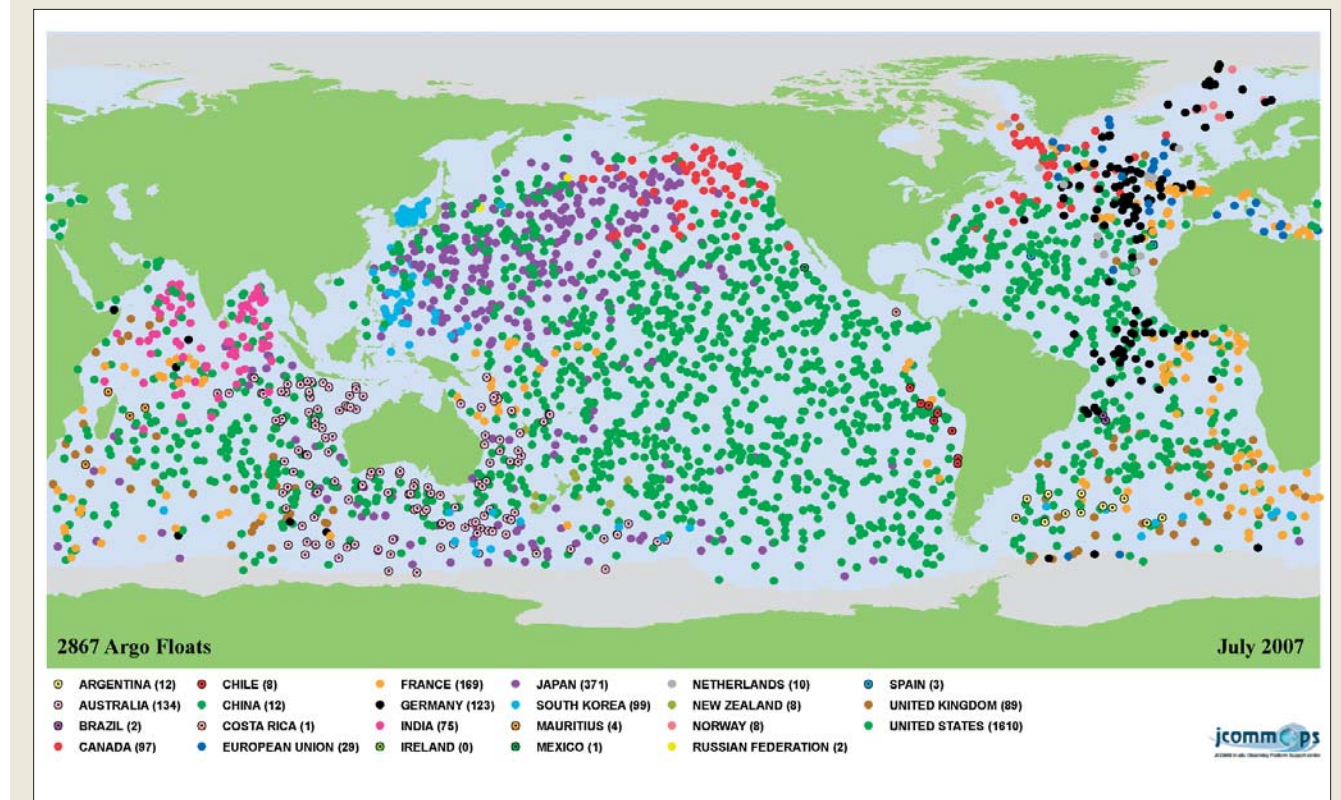 2867 Argo Floats
July 2007
ARGENTINA (12) CHILE (8) FRANCE (169) JAPAN (371) NETHERLANDS (10) SPAIN (3)
AUSTRALIA (134) CHINA (12) GERMANY (123) SOUTH KOREA (99) NEW ZEALAND (8) UNITED KINGDOM (89)
BRAZIL (2) COSTA RICA (1) INDIA (75) MAURITIUS (4) NORWAY (8) UNITED STATES (1610)
CANADA (97) EUROPEAN UNION (29) IRELAND (0) MEXICO (1) RUSSIAN FEDERATION (2)
jcommops